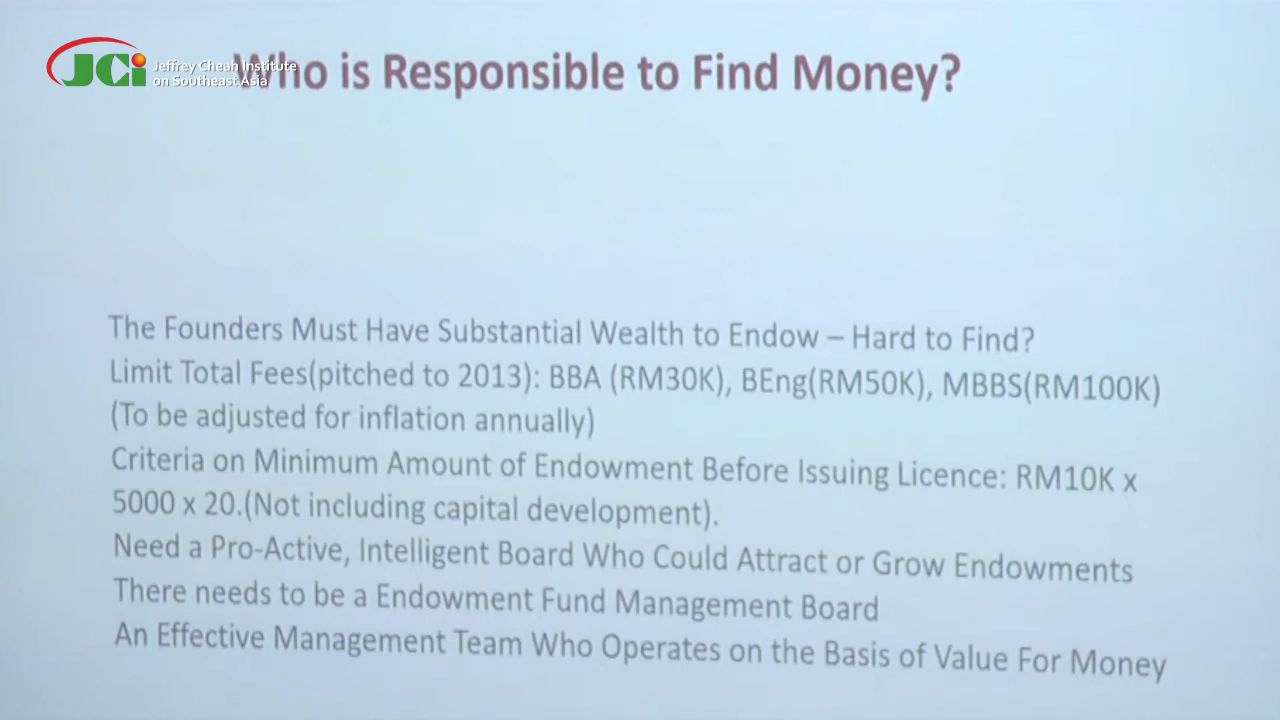 JCi Jeffrey Cheah Institute
on Southeast Asia
Who is Responsible to Find Money?
The Founders Must Have Substantial Wealth to Endow – Hard to Find?
Limit Total Fees(pitched to 2013): BBA (RM30K), BEng(RM50K), MBBS(RM100K)
(To be adjusted for inflation annually)
Criteria on Minimum Amount of Endowment Before Issuing Licence: RM10K x
5000 x 20.(Not including capital development).
Need a Pro-Active, Intelligent Board Who Could Attract or Grow Endowments
There needs to be a Endowment Fund Management Board
An Effective Management Team Who Operates on the Basis of Value For Money